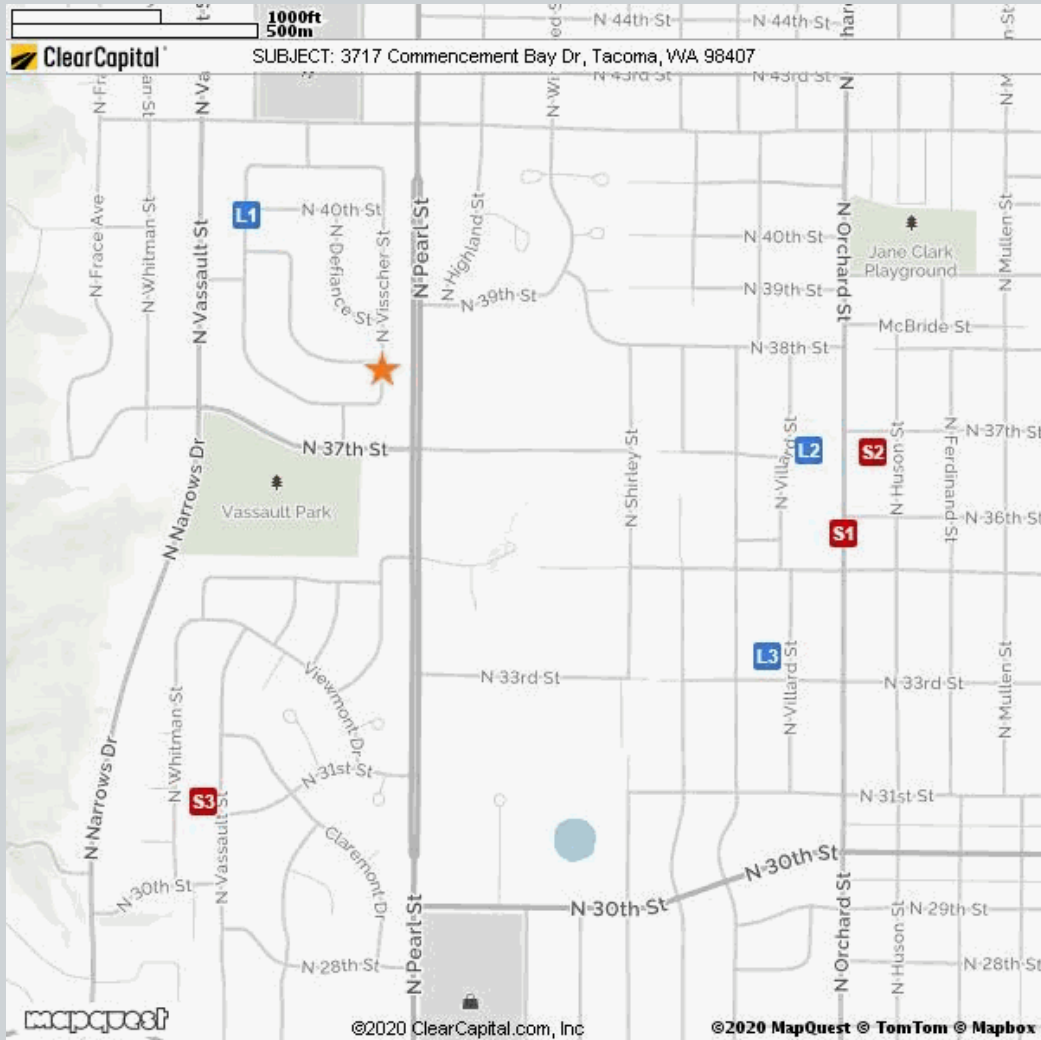 1000ft
500m
N 44th St
N 44th St
ClearCapital
SUBJECT: 3717 Commencement Bay Dr, Tacoma, WA 98407
N 43rd St
N 43rd St
L1
N 40th St
N Frace Ave
N Whitman St
N Vassault St
N Defiance St
N Visscher St
N Pearl St
N Highland St
N 39th St
N 40th St
N 39th St
N Orchard St
Jane Clark
Playground
N Mullen St
McBride St
N 38th St
N 37th St
Vassault Park
N Narrows Dr
N Shirley St
N Villard St
L2
S2
N Huson St
N Ferdinand St
N 37th St
N 36th St
S1
L3
N 33rd St
N Villard St
N 33rd St
N Mullen St
Viewmont Dr
N Whitman St
N Narrows Dr
N 31st St
S3
N Vassault St
N 31st St
Claremont Dr
N 30th St
N 30th St
N 30th St
N Pearl St
N Orchard St
N Huson St
N 29th St
N 28th St
N 28th St
mapquest
©2020 ClearCapital.com, Inc
©2020 MapQuest © TomTom © Mapbox